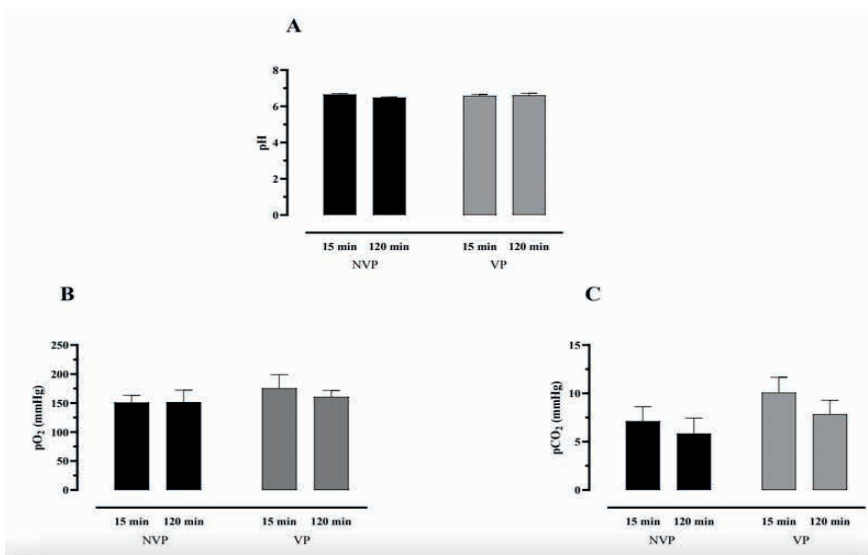 A
8
6
4
2
0
pH
15 min 120 min 15 min 120 min
NVP VP
B
250
200
150
100
50
0
pO₂ (mmHg)
15 min 120 min 15 min 120 min
NVP VP
C
15
10
5
0
pCO₂ (mmHg)
15 min 120 min 15 min 120 min
NVP VP